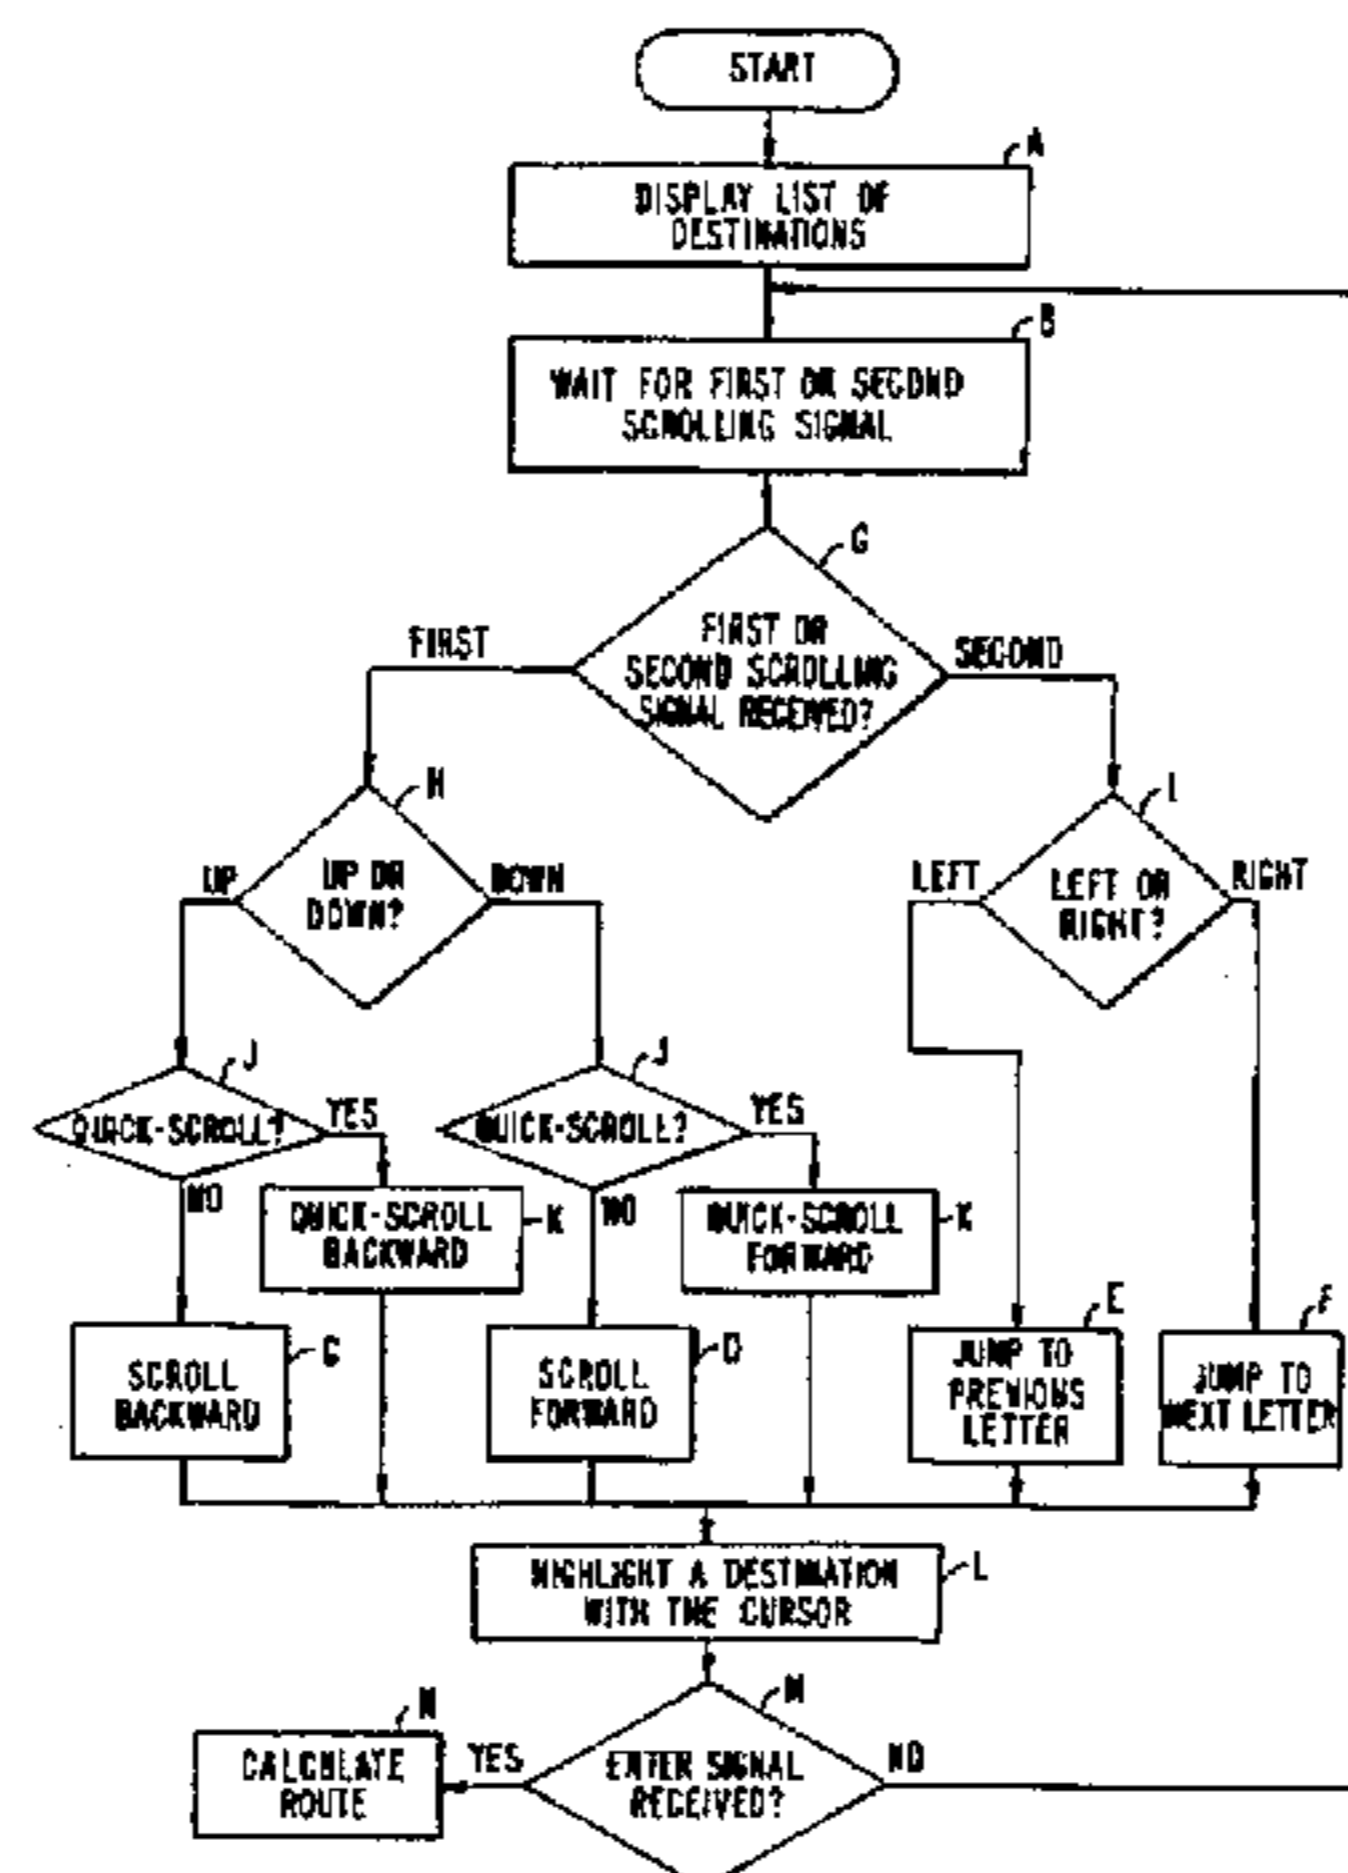 START
A
DISPLAY LIST OF
DESTINATIONS
B
WAIT FOR FIRST OR SECOND
SCROLLING SIGNAL
G
FIRST OR
SECOND SCROLLING
SIGNAL RECEIVED?
FIRST
SECOND
H
UP OR
DOWN?
UP
DOWN
I
LEFT OR
RIGHT?
LEFT
RIGHT
J
QUICK-SCROLL?
YES
NO
J
QUICK-SCROLL?
YES
NO
QUICK-SCROLL
BACKWARD
K
QUICK-SCROLL
FORWARD
K
SCROLL
BACKWARD
C
SCROLL
FORWARD
D
E
JUMP TO
PREVIOUS
LETTER
F
JUMP TO
NEXT LETTER
HIGHLIGHT A DESTINATION
WITH THE CURSOR
L
M
ENTER SIGNAL
RECEIVED?
YES
NO
N
CALCULATE
ROUTE